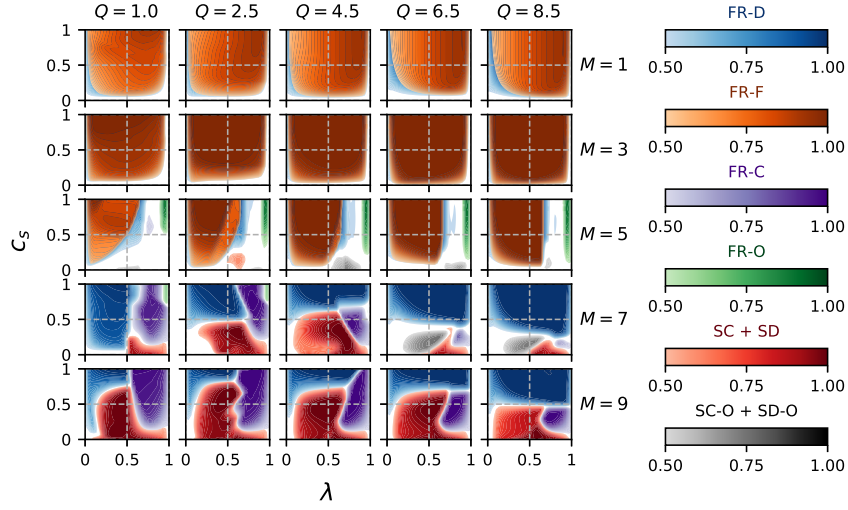 Q = 1.0 Q = 2.5 Q = 4.5 Q = 6.5 Q = 8.5
1
0.5
0
M = 1
1
0.5
0
M = 3
1
0.5
0
M = 5
1
0.5
0
M = 7
1
0.5
0
M = 9
0 0.5 1 0 0.5 1 0 0.5 1 0 0.5 1 0 0.5 1
c_s
λ
FR-D
0.50 0.75 1.00
FR-F
0.50 0.75 1.00
FR-C
0.50 0.75 1.00
FR-O
0.50 0.75 1.00
SC + SD
0.50 0.75 1.00
SC-O + SD-O
0.50 0.75 1.00